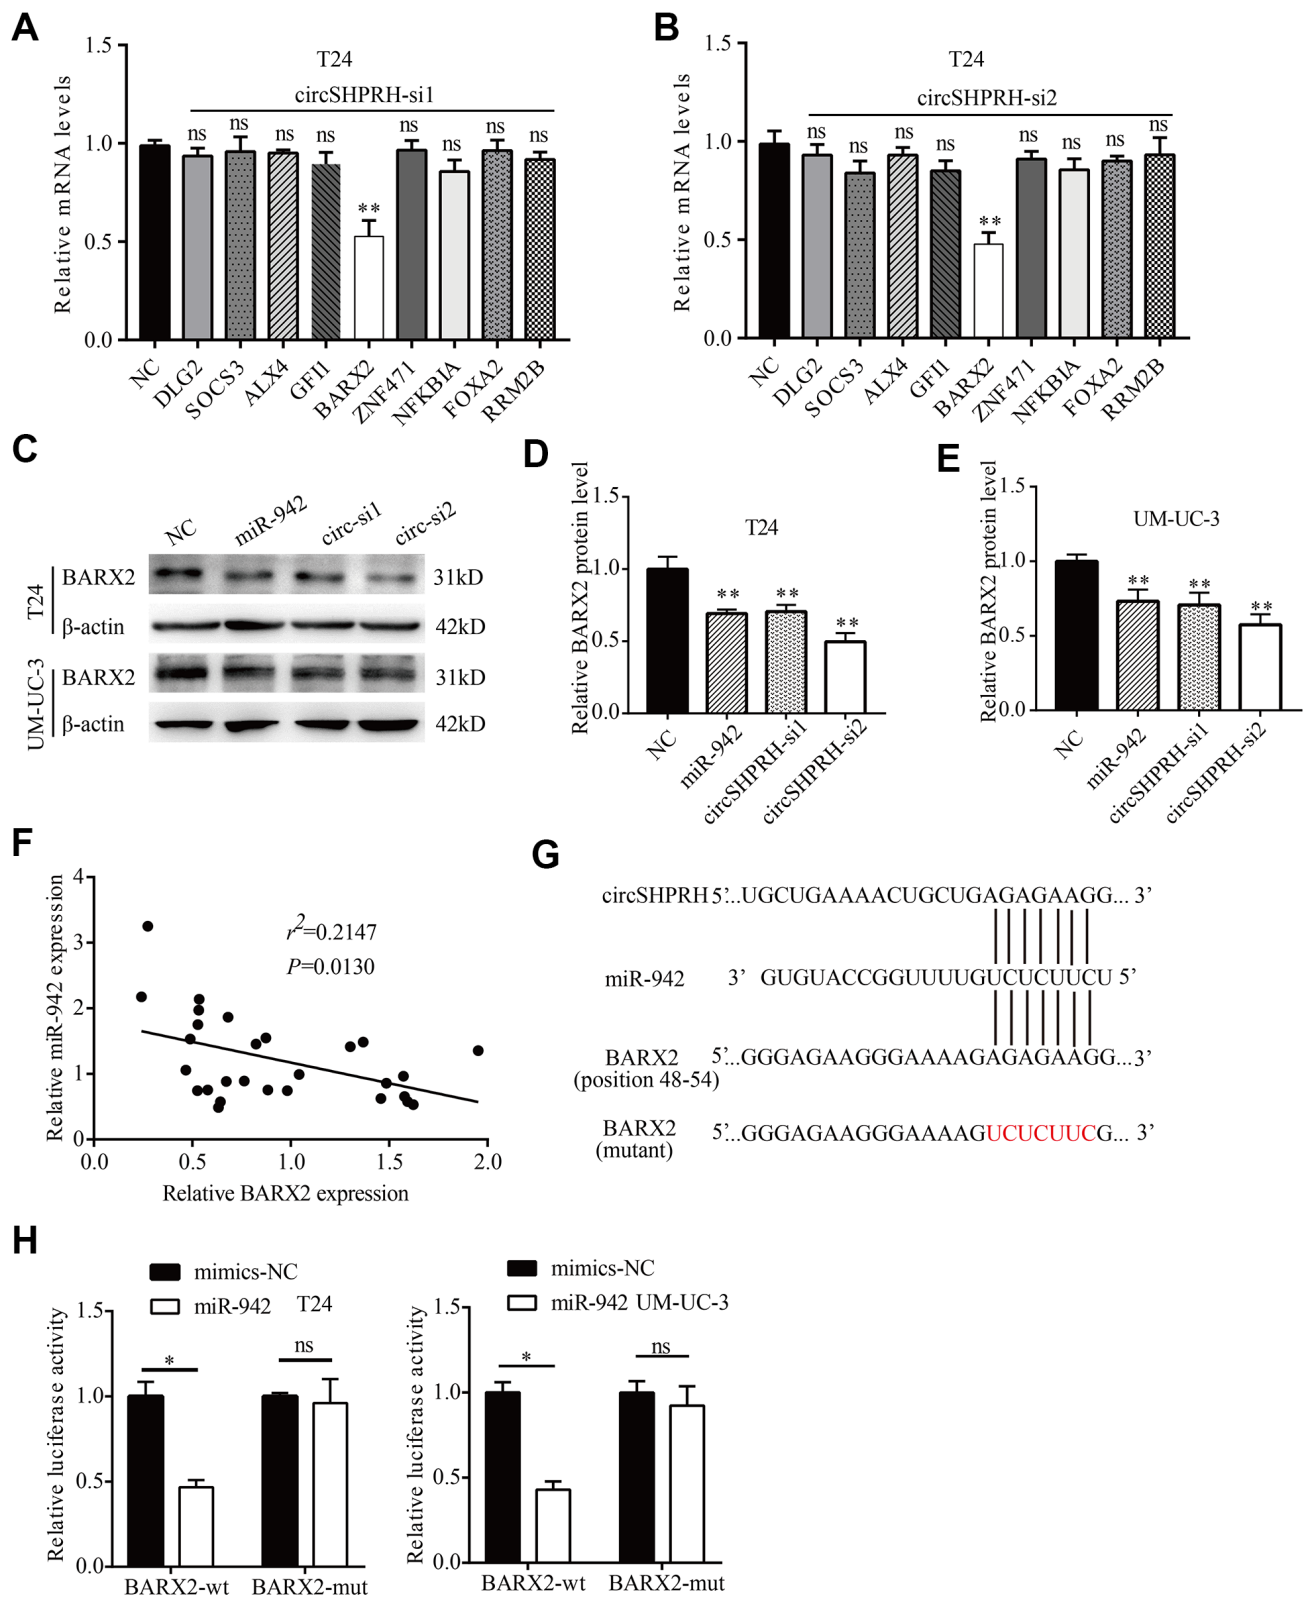 A
T24
circSHPRH-si1
Relative mRNA levels
1.5
1.0
0.5
0.0
ns ns ns ns ** ns ns ns ns
NC DLG2 SOCS3 ALX4 GFI1 BARX2 ZNF471 NFKBIA FOXA2 RRM2B
B
T24
circSHPRH-si2
Relative mRNA levels
1.5
1.0
0.5
0.0
ns ns ns ns ** ns ns ns ns
NC DLG2 SOCS3 ALX4 GFI1 BARX2 ZNF471 NFKBIA FOXA2 RRM2B
C
NC miR-942 circ-si1 circ-si2
T24
BARX2 31kD
β-actin 42kD
UM-UC-3
BARX2 31kD
β-actin 42kD
D
T24
Relative BARX2 protein level
1.5
1.0
0.5
0.0
** ** **
NC miR-942 circSHPRH-si1 circSHPRH-si2
E
UM-UC-3
Relative BARX2 protein level
1.5
1.0
0.5
0.0
** ** **
NC miR-942 circSHPRH-si1 circSHPRH-si2
F
Relative miR-942 expression
4
3
2
1
0
r²=0.2147
P=0.0130
0.0 0.5 1.0 1.5 2.0
Relative BARX2 expression
G
circSHPRH 5’...UGCUGAAAACUGCUGAGAGAAGG... 3’
miR-942 3’ GUGUACCGGUUUUGUCUCUUCU 5’
BARX2 5’...GGGAGAAGGGAAAAGAGAGAAGG...3’
(position 48-54)
BARX2 5’...GGGAGAAGGGAAAAGUCUCUUCG... 3’
(mutant)
H
mimics-NC
miR-942 T24
Relative luciferase activity
1.5
1.0
0.5
0.0
* ns
BARX2-wt BARX2-mut
mimics-NC
miR-942 UM-UC-3
Relative luciferase activity
1.5
1.0
0.5
0.0
* ns
BARX2-wt BARX2-mut